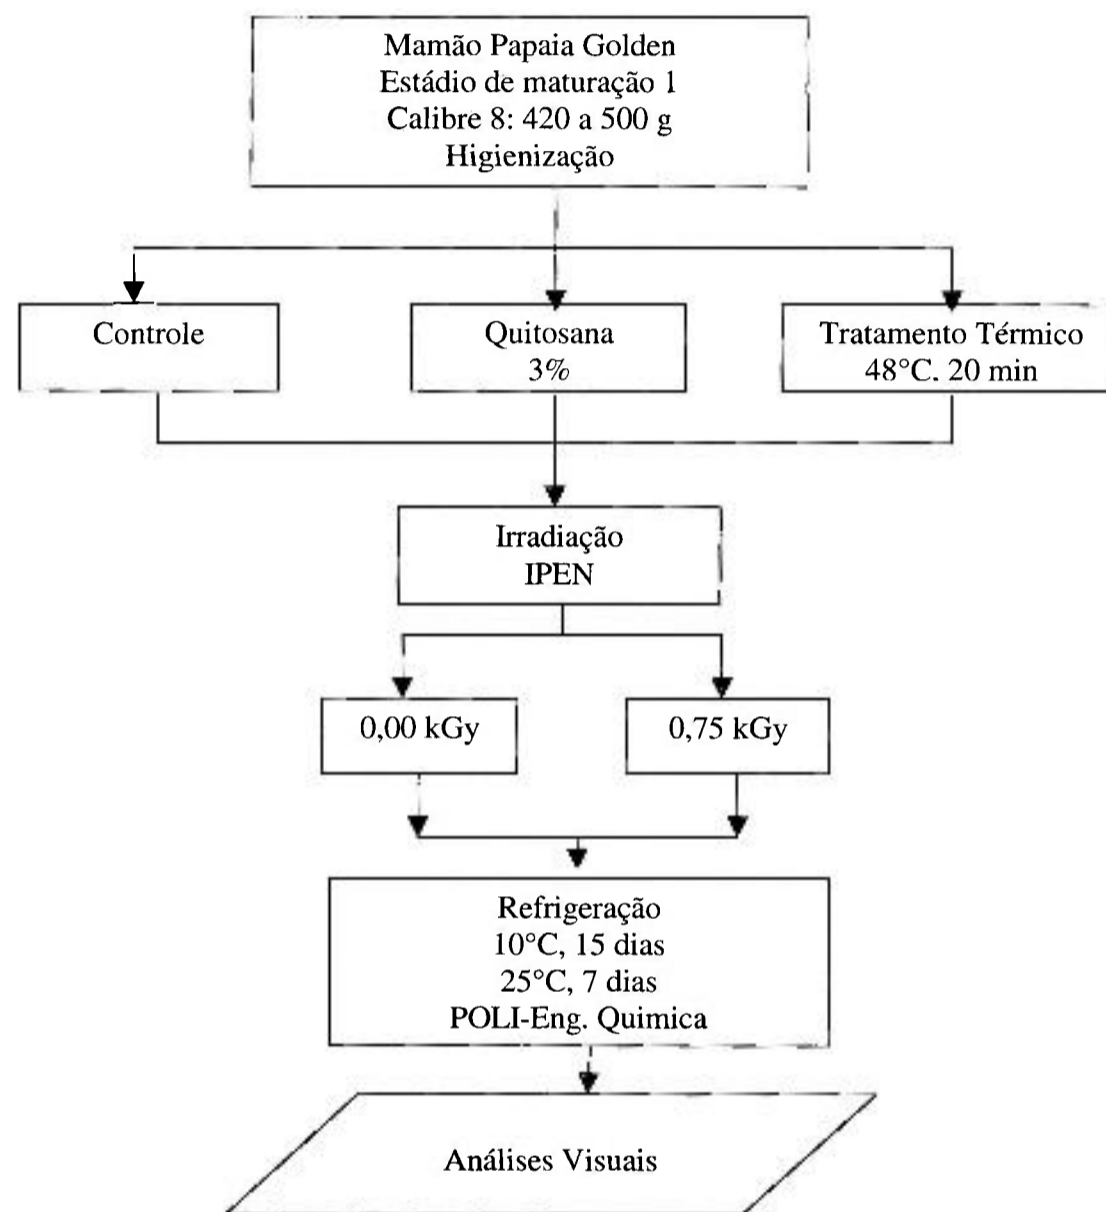 Mamão Papaia Golden
Estádio de maturação 1
Calibre 8: 420 a 500 g
Higienização
Controle
Quitosana
3%
Tratamento Térmico
48°C. 20 min
Irradiação
IPEN
0,00 kGy
0,75 kGy
Refrigeração
10°C, 15 dias
25°C, 7 dias
POLI-Eng. Quimica
Análises Visuais